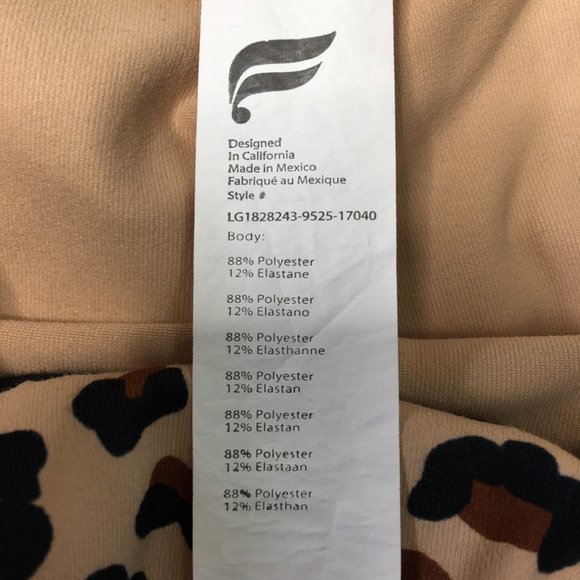 Designed
In California
Made in Mexico
Fabriqué au Mexique
Style #
LG1828243-9525-17040
Body:
88% Polyester
12% Elastane
88% Polyester
12% Elastano
88% Polyester
12% Elasthanne
88% Polyester
12% Elastan
88% Polyester
12% Elastan
88% Polyester
12% Elastaan
88% Polyester
12% Elasthan